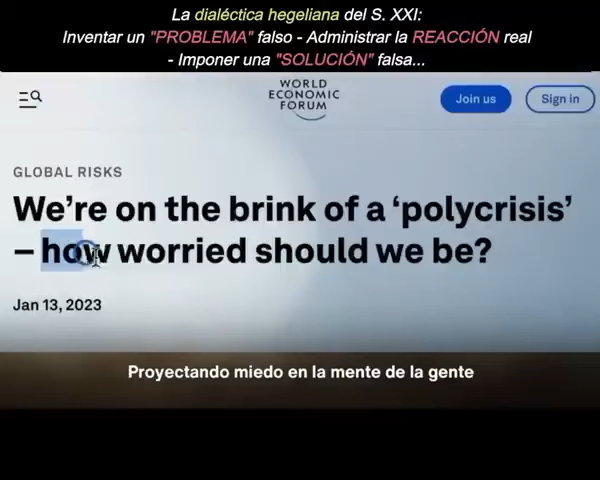 La dialéctica hegeliana del S. XXI:
Inventar un "PROBLEMA" falso - Administrar la REACCIÓN real
- Imponer una "SOLUCIÓN" falsa...
WORLD
ECONOMIC
FORUM
Join us
Sign in
GLOBAL RISKS
We're on the brink of a 'polycrisis'
– how worried should we be?
Jan 13, 2023
Proyectando miedo en la mente de la gente